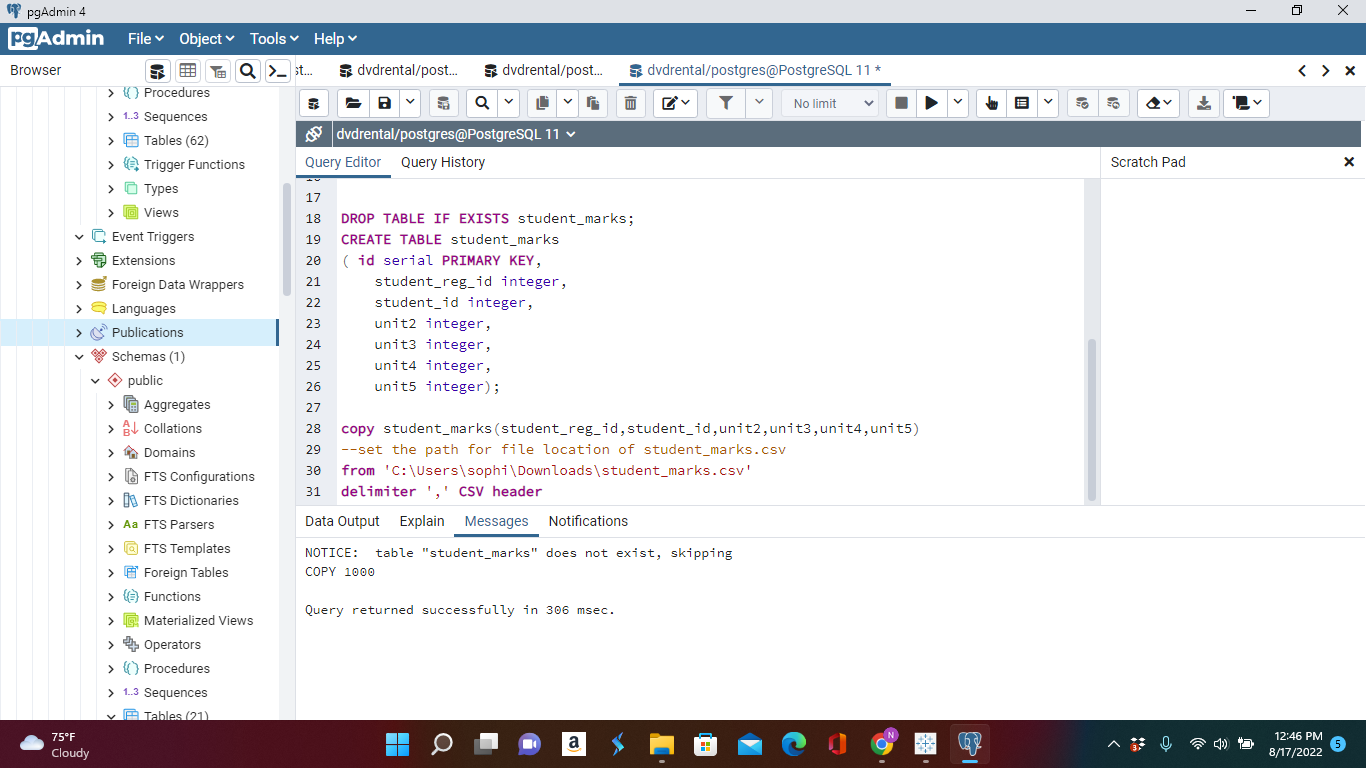 pgAdmin 4
pgAdmin File Object Tools Help
Browser
st... dvdrental/post... dvdrental/post... dvdrental/postgres@PostgreSQL 11 *
No limit
dvdrental/postgres@PostgreSQL 11
Query Editor Query History
Scratch Pad
Procedures
1..3 Sequences
Tables (62)
Trigger Functions
Types
Views
Event Triggers
Extensions
Foreign Data Wrappers
Languages
Publications
Schemas (1)
public
Aggregates
Collations
Domains
FTS Configurations
FTS Dictionaries
Aa FTS Parsers
FTS Templates
Foreign Tables
Functions
Materialized Views
Operators
Procedures
1..3 Sequences
Tables (21)
16
17
18 DROP TABLE IF EXISTS student_marks;
19 CREATE TABLE student_marks
20 ( id serial PRIMARY KEY,
21 student_reg_id integer,
22 student_id integer,
23 unit2 integer,
24 unit3 integer,
25 unit4 integer,
26 unit5 integer);
27
28 copy student_marks(student_reg_id,student_id,unit2,unit3,unit4,unit5)
29 --set the path for file location of student_marks.csv
30 from 'C:\Users\sophi\Downloads\student_marks.csv'
31 delimiter ',' CSV header
Data Output Explain Messages Notifications
NOTICE: table "student_marks" does not exist, skipping
COPY 1000
Query returned successfully in 306 msec.
75°F
Cloudy
a
N
12:46 PM
8/17/2022
5